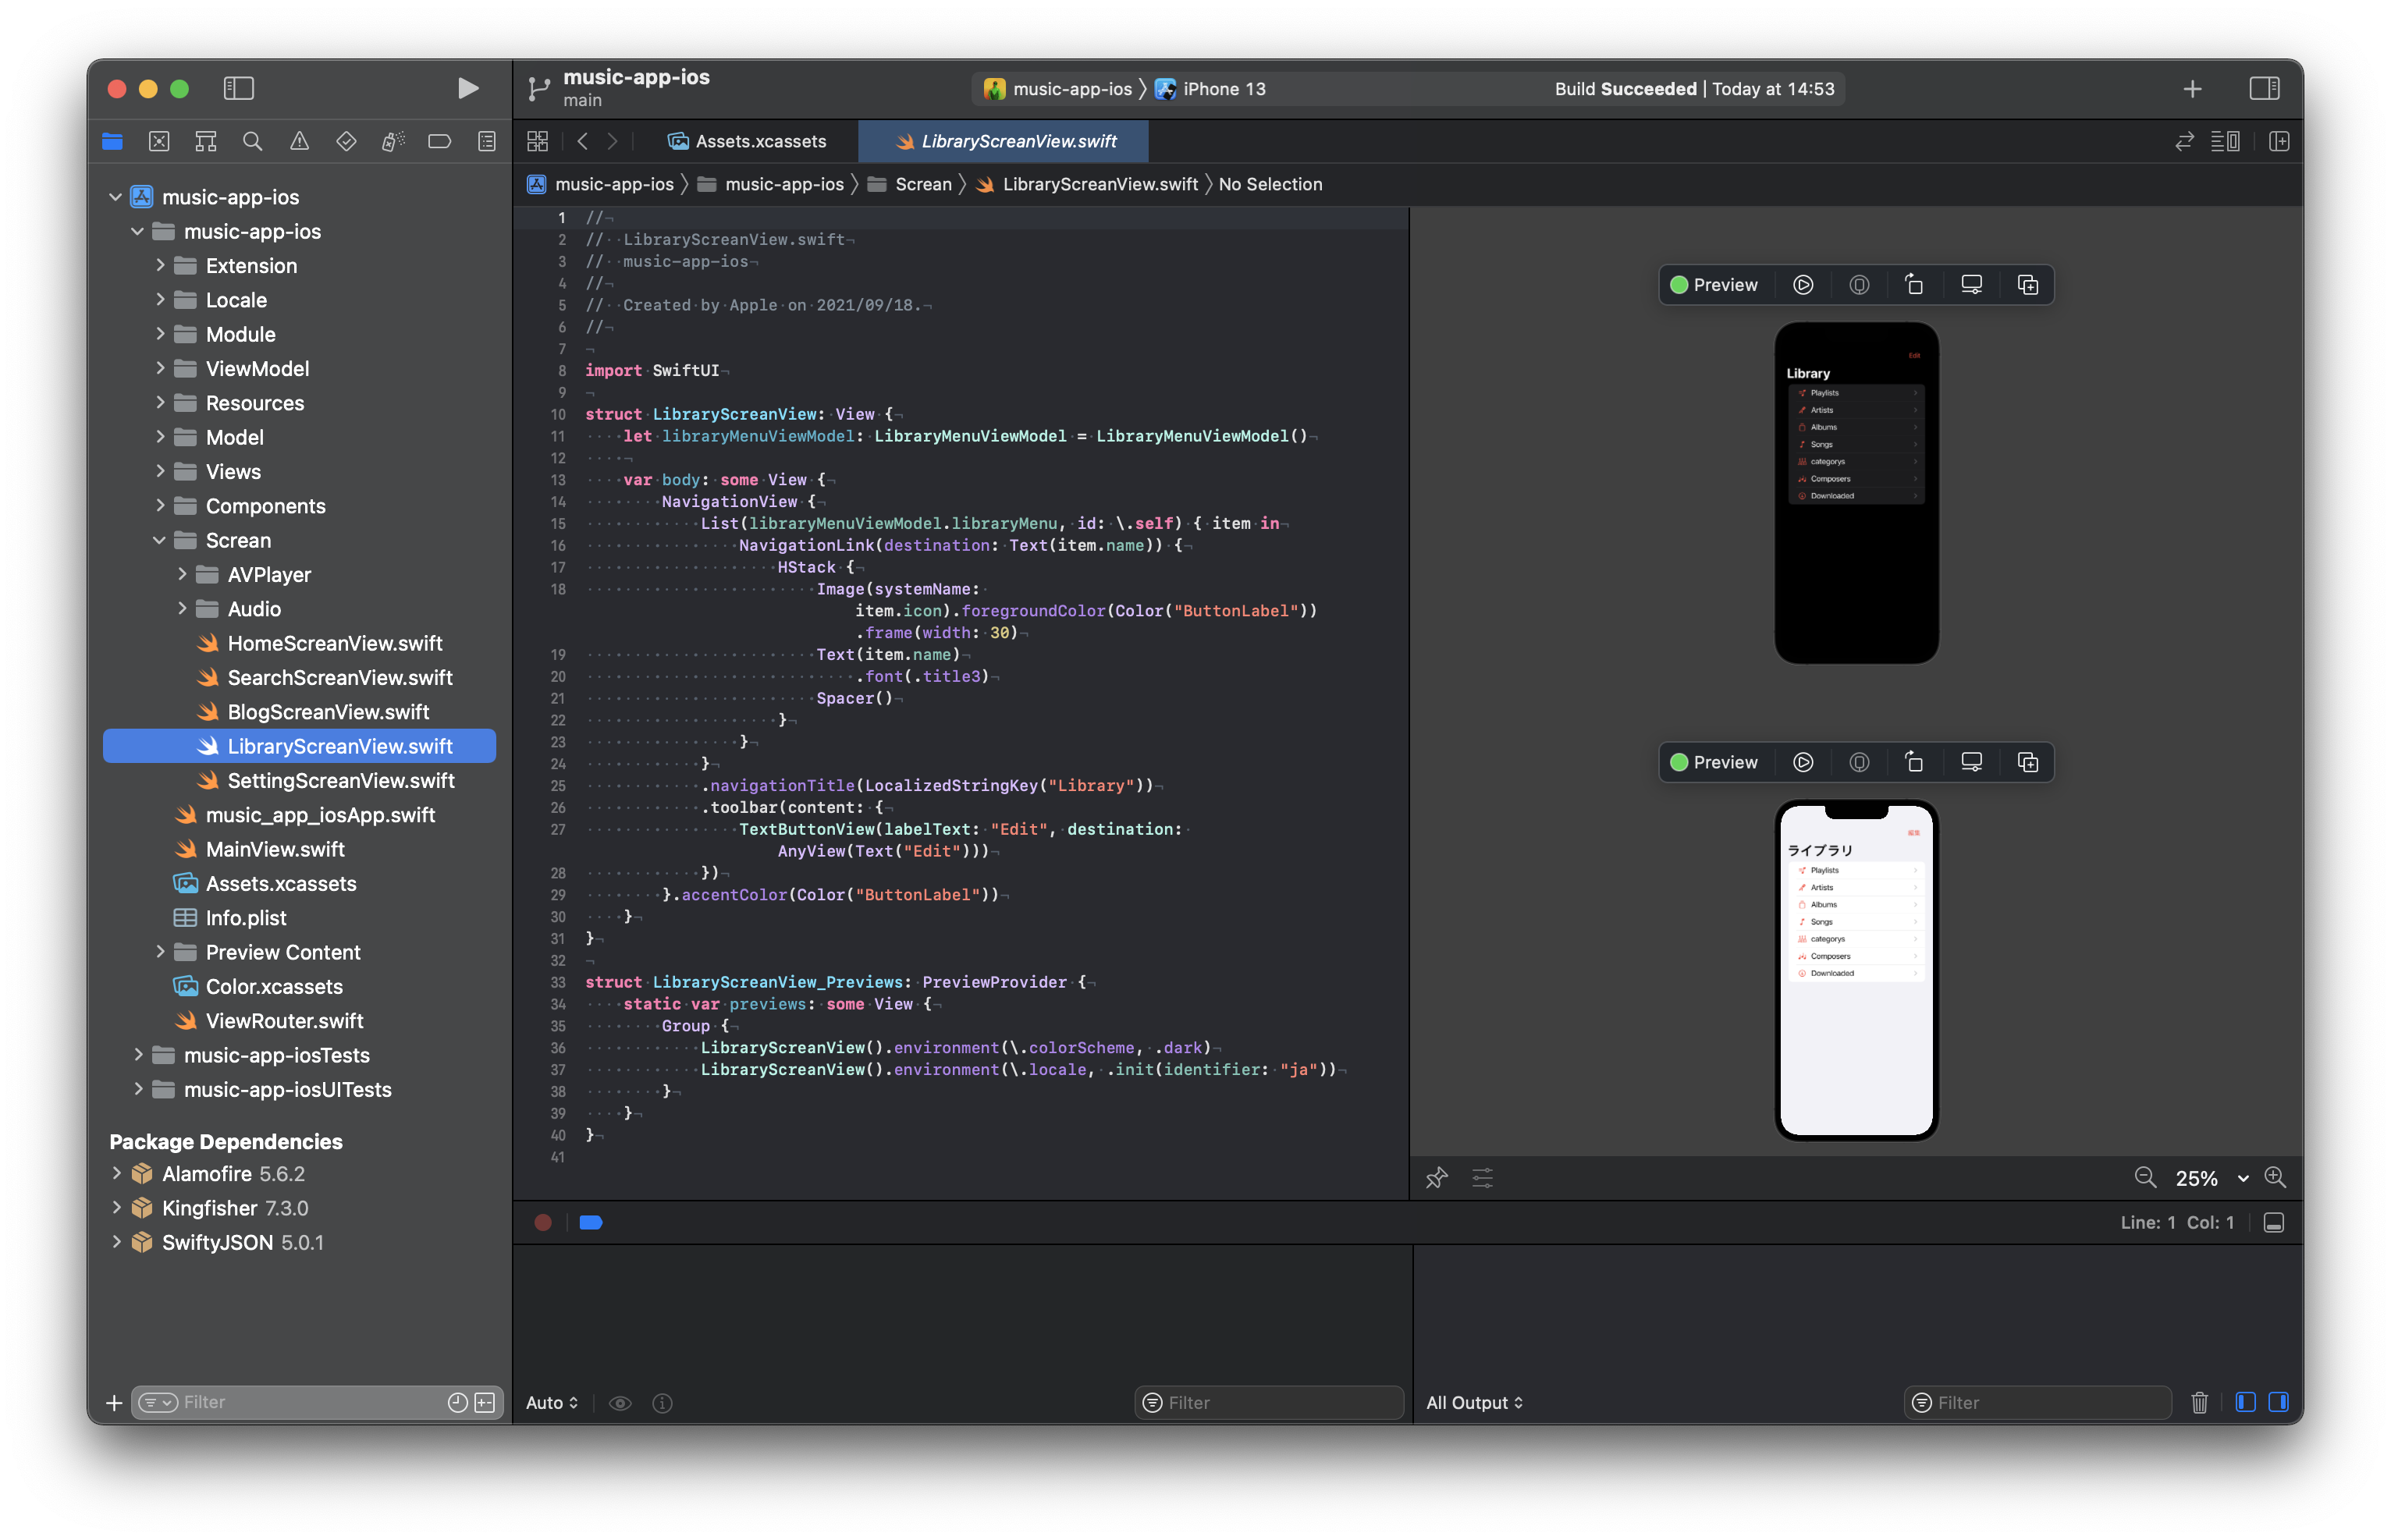 music-app-ios
main
music-app-ios 〉 iPhone 13
Build Succeeded | Today at 14:53
Assets.xcassets
LibraryScreanView.swift
music-app-ios 〉 music-app-ios 〉 Screan 〉 LibraryScreanView.swift 〉 No Selection
music-app-ios
music-app-ios
Extension
Locale
Module
ViewModel
Resources
Model
Views
Components
Screan
AVPlayer
Audio
HomeScreanView.swift
SearchScreanView.swift
BlogScreanView.swift
LibraryScreanView.swift
SettingScreanView.swift
music_app_iosApp.swift
MainView.swift
Assets.xcassets
Info.plist
Preview Content
Color.xcassets
ViewRouter.swift
music-app-iosTests
music-app-iosUITests
Package Dependencies
Alamofire 5.6.2
Kingfisher 7.3.0
SwiftyJSON 5.0.1
Filter
1 //
2 //  LibraryScreanView.swift
3 //  music-app-ios
4 //
5 //  Created by Apple on 2021/09/18.
6 //
7
8 import SwiftUI
9
10 struct LibraryScreanView: View {
11     let libraryMenuViewModel: LibraryMenuViewModel = LibraryMenuViewModel()
12
13     var body: some View {
14         NavigationView {
15             List(libraryMenuViewModel.libraryMenu, id: \.self) { item in
16                 NavigationLink(destination: Text(item.name)) {
17                     HStack {
18                         Image(systemName:
item.icon).foregroundColor(Color("ButtonLabel"))
.frame(width: 30)
19                         Text(item.name)
20                             .font(.title3)
21                         Spacer()
22                     }
23                 }
24             }
25             .navigationTitle(LocalizedStringKey("Library"))
26             .toolbar(content: {
27                 TextButtonView(labelText: "Edit", destination:
AnyView(Text("Edit")))
28             })
29         }.accentColor(Color("ButtonLabel"))
30     }
31 }
32
33 struct LibraryScreanView_Previews: PreviewProvider {
34     static var previews: some View {
35         Group {
36             LibraryScreanView().environment(\.colorScheme, .dark)
37             LibraryScreanView().environment(\.locale, .init(identifier: "ja"))
38         }
39     }
40 }
41
Preview
Edit
Library
Playlists
Artists
Albums
Songs
categorys
Composers
Downloaded
Preview
編集
ライブラリ
Playlists
Artists
Albums
Songs
categorys
Composers
Downloaded
25%
Line: 1 Col: 1
Auto
Filter
All Output
Filter